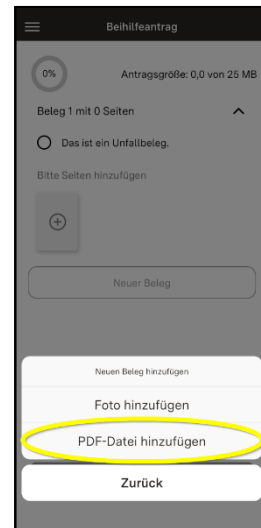 Beihilfeantrag
0%
Antragsgröße: 0,0 von 25 MB
Beleg 1 mit 0 Seiten
Das ist ein Unfallbeleg.
Bitte Seiten hinzufügen
Neuer Beleg
Neuen Beleg hinzufügen
Foto hinzufügen
PDF-Datei hinzufügen
Zurück